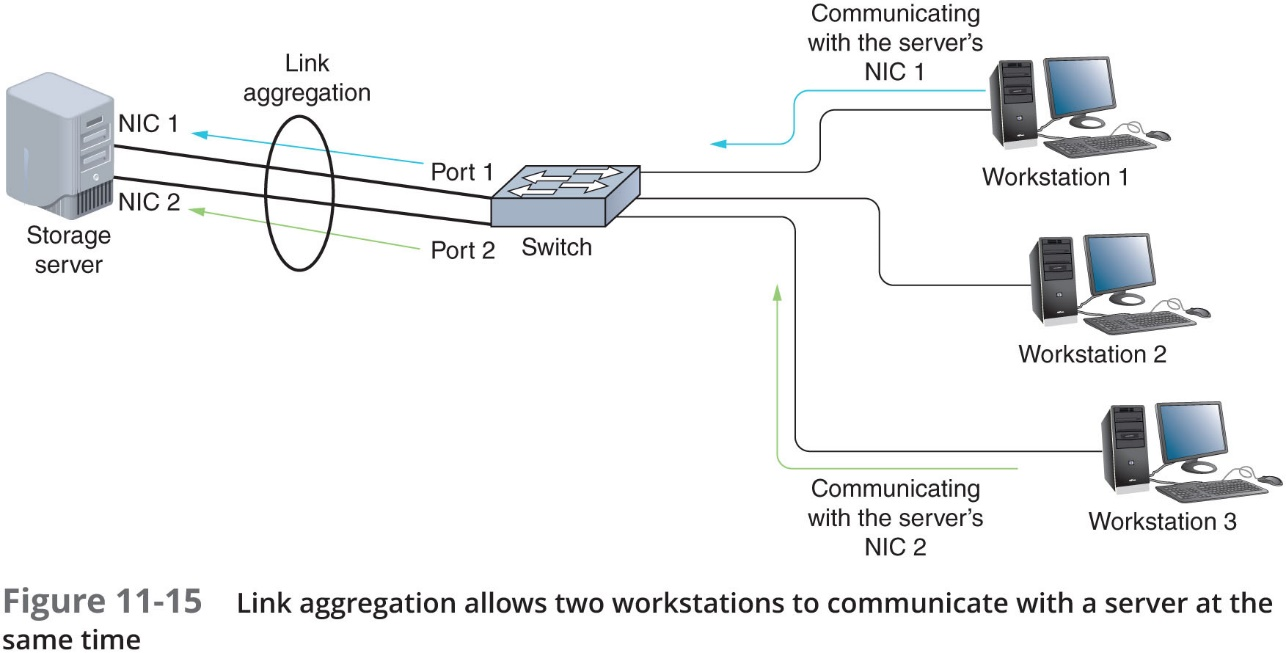 Communicating
with the server's
NIC 1
Link
aggregation
NIC 1
Port 1
Workstation 1
NIC 2
Storage
server
Port 2
Switch
Workstation 2
Communicating
with the server's
NIC 2
Workstation 3
Figure 11-15 Link aggregation allows two workstations to communicate with a server at the
same time